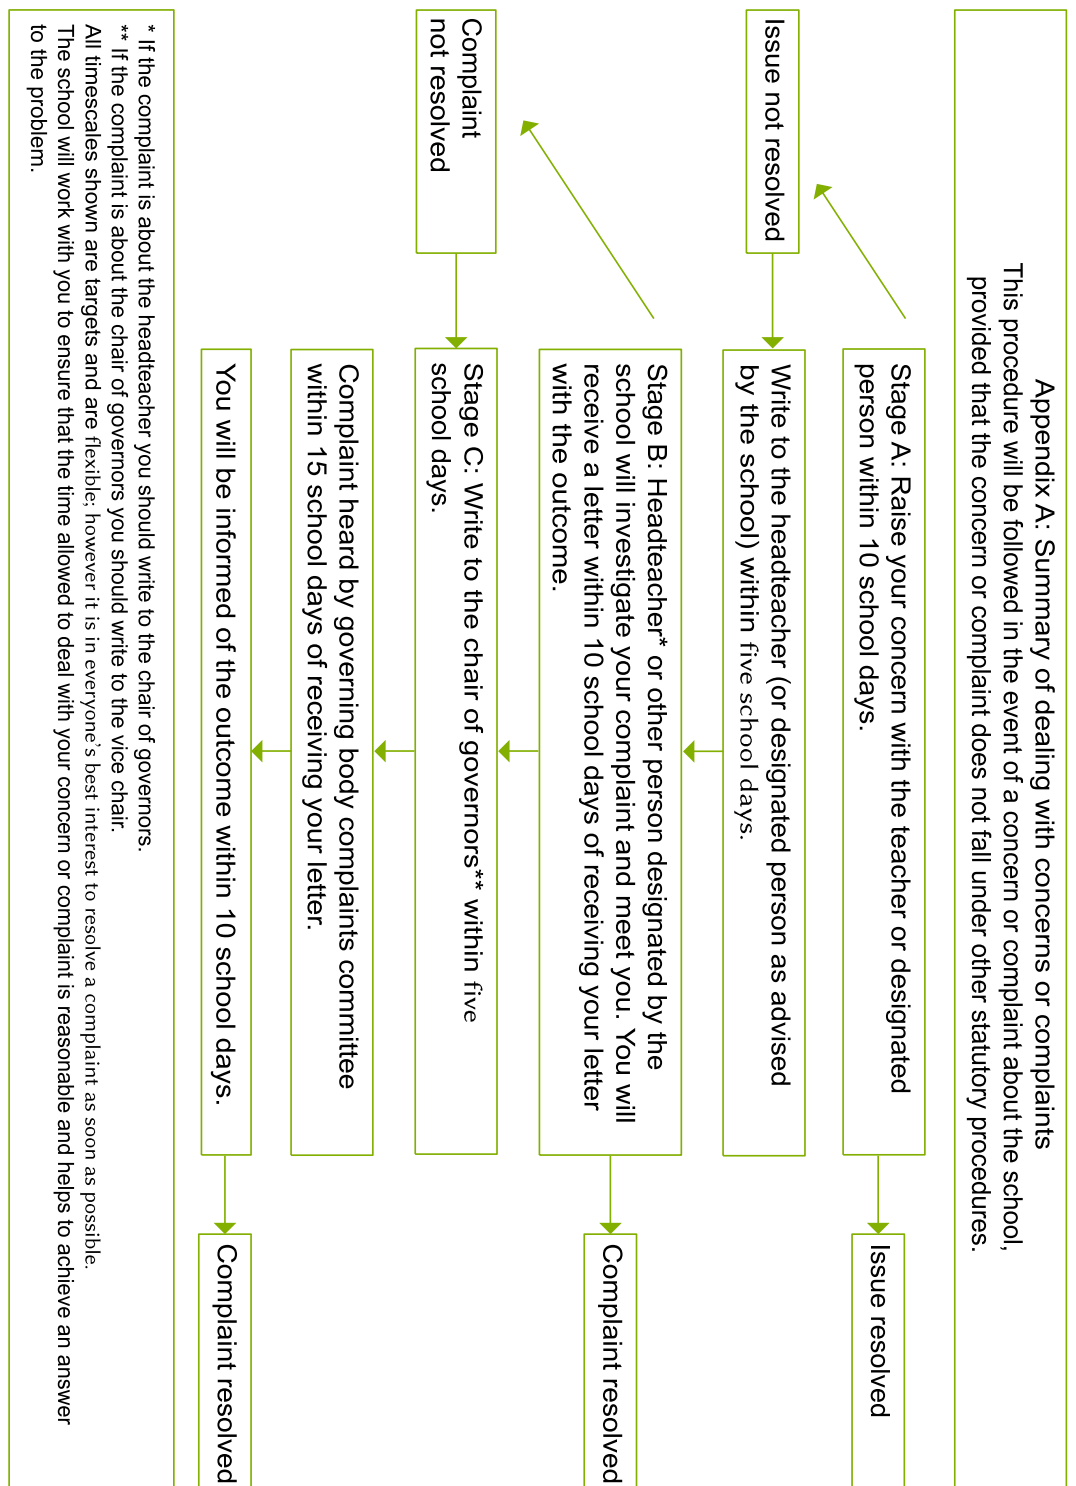 Appendix A: Summary of dealing with concerns or complaints
This procedure will be followed in the event of a concern or complaint about the school,
provided that the concern or complaint does not fall under other statutory procedures.
Stage A: Raise your concern with the teacher or designated
person within 10 school days.
Issue resolved
Issue not resolved
Write to the headteacher (or designated person as advised
by the school) within five school days.
Stage B: Headteacher* or other person designated by the
school will investigate your complaint and meet you. You will
receive a letter within 10 school days of receiving your letter
with the outcome.
Complaint resolved
Complaint
not resolved
Stage C: Write to the chair of governors** within five
school days.
Complaint heard by governing body complaints committee
within 15 school days of receiving your letter.
You will be informed of the outcome within 10 school days.
Complaint resolved
* If the complaint is about the headteacher you should write to the chair of governors.
** If the complaint is about the chair of governors you should write to the vice chair.
All timescales shown are targets and are flexible; however it is in everyone's best interest to resolve a complaint as soon as possible.
The school will work with you to ensure that the time allowed to deal with your concern or complaint is reasonable and helps to achieve an answer
to the problem.